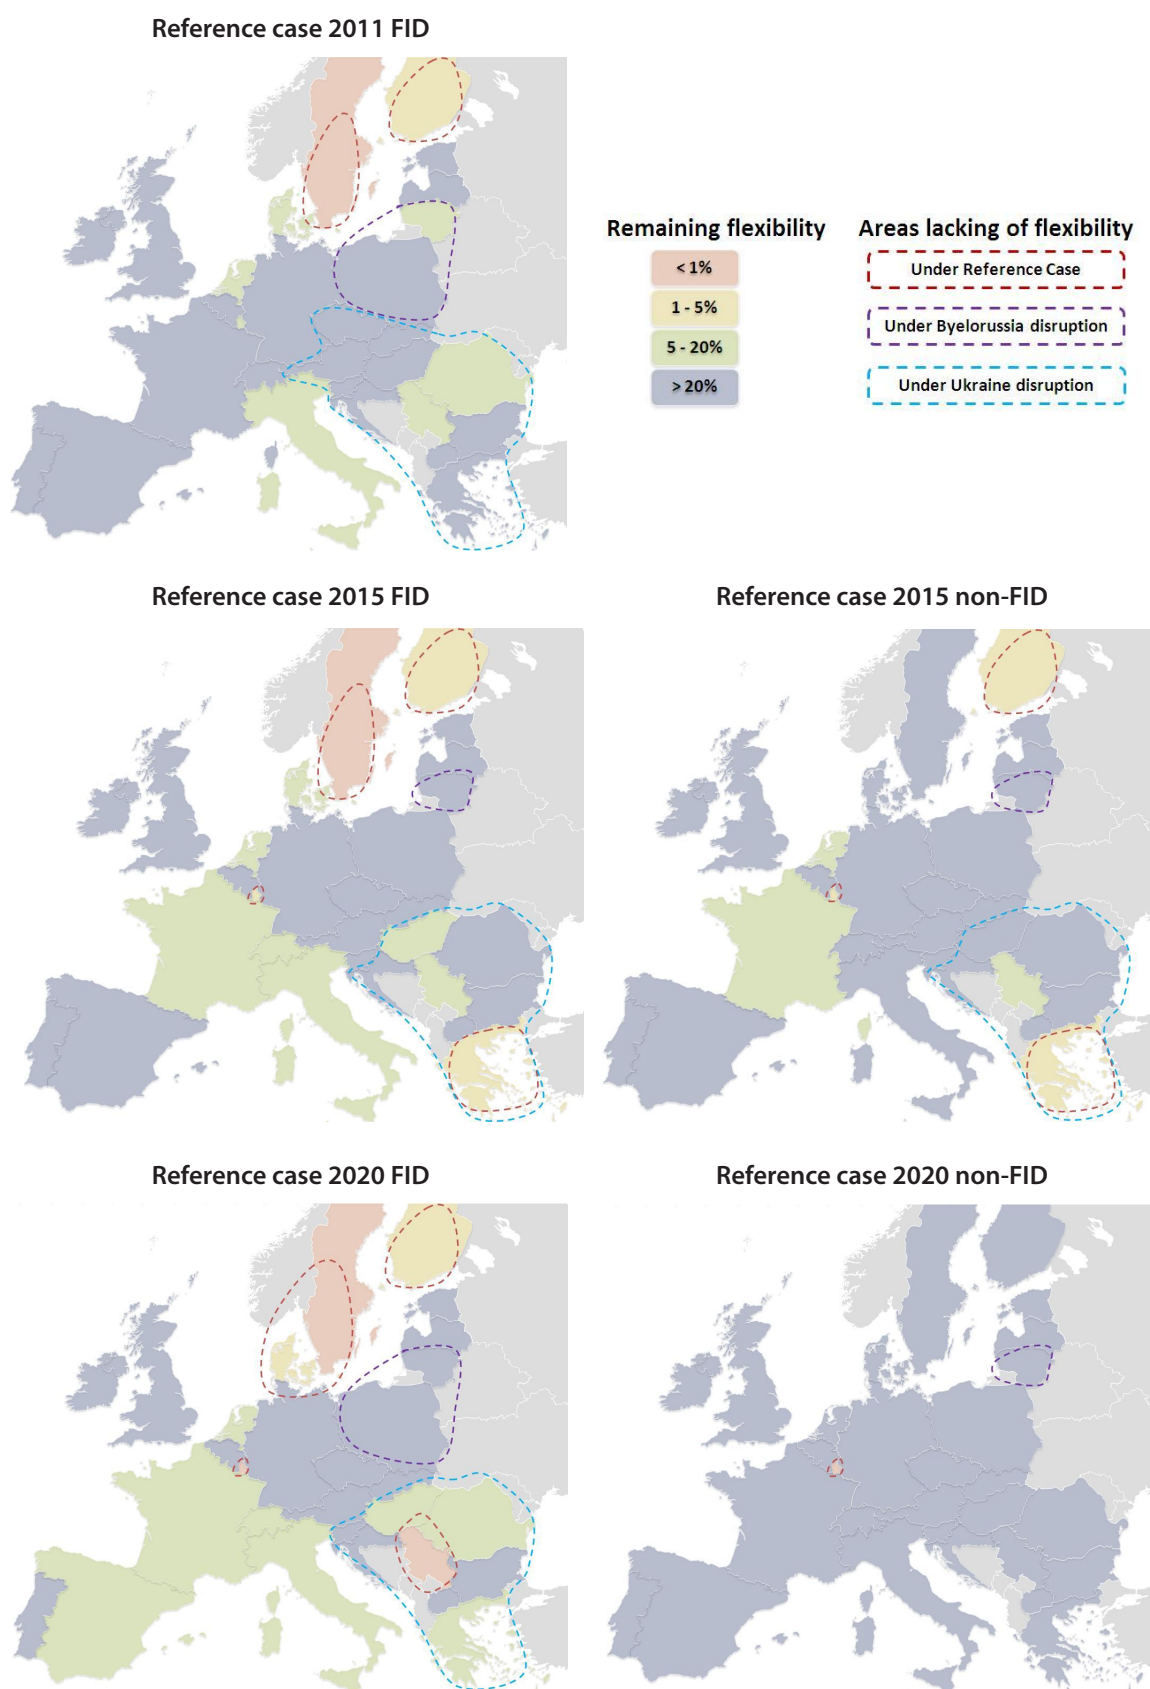 Reference case 2011 FID
Remaining flexibility
< 1%
1 - 5%
5 - 20%
> 20%
Areas lacking of flexibility
Under Reference Case
Under Byelorussia disruption
Under Ukraine disruption
Reference case 2015 FID
Reference case 2015 non-FID
Reference case 2020 FID
Reference case 2020 non-FID